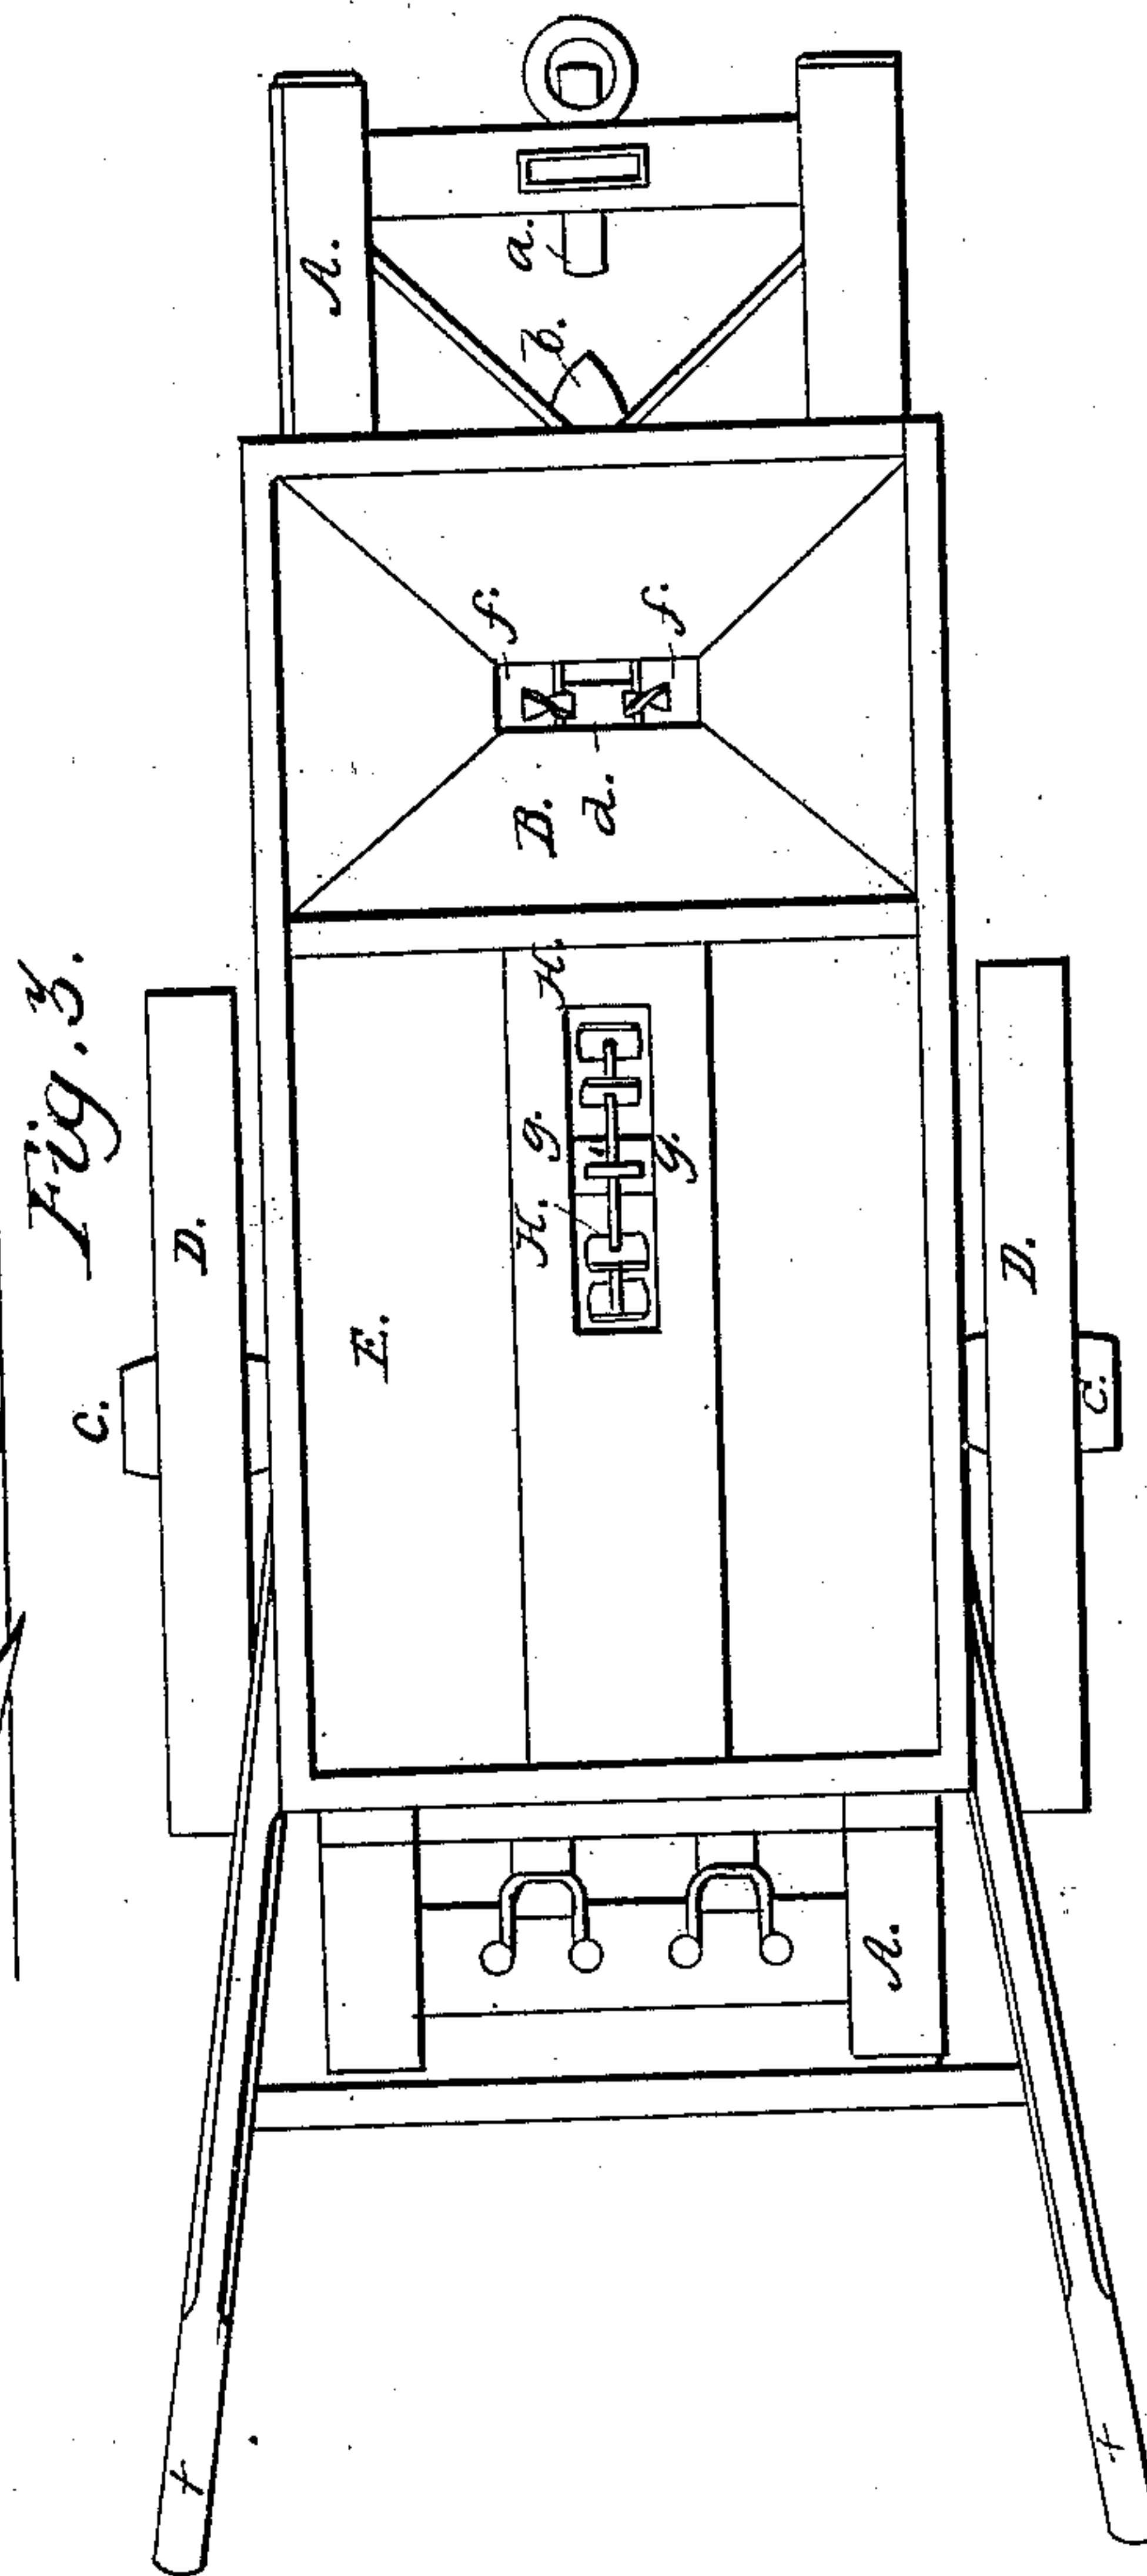 Fig. 3.
A.
a.
b.
f.
f.
B.
d.
H.
g.
g.
H.
D.
D.
E.
C.
C.
A.
+
+